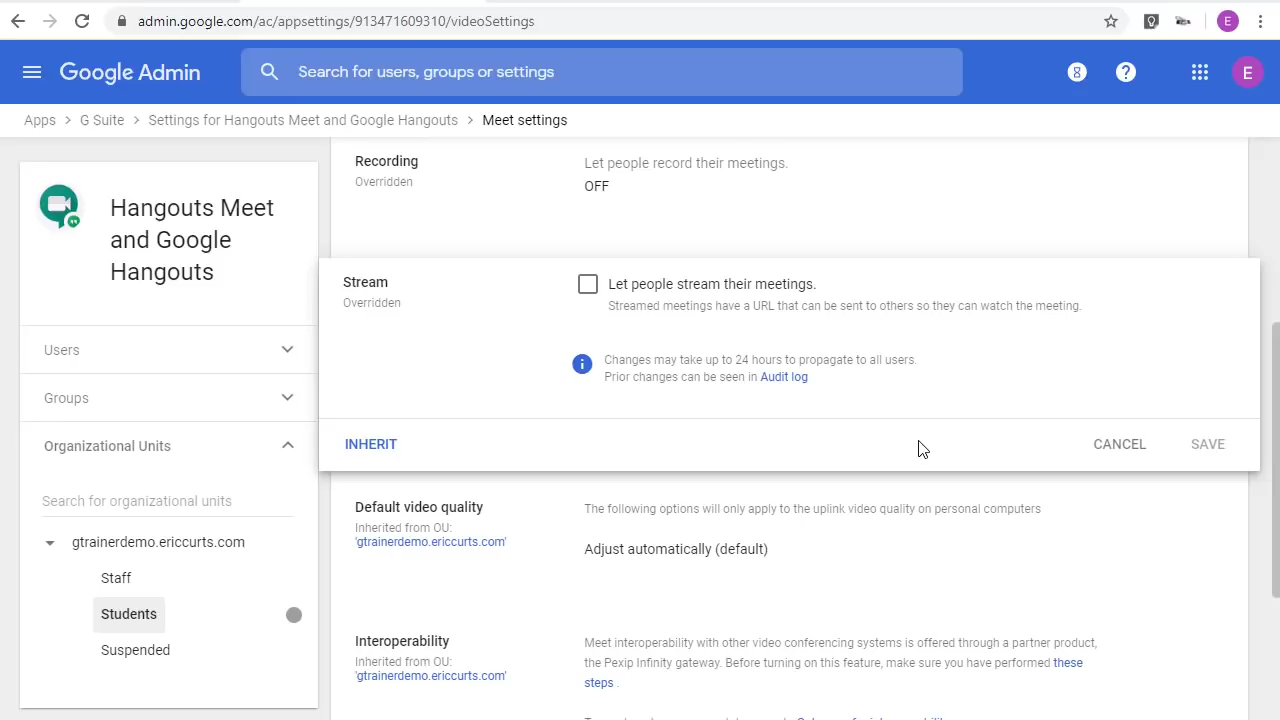 admin.google.com/ac/appsettings/913471609310/videoSettings
E
Google Admin
Search for users, groups or settings
8
?
E
Apps > G Suite > Settings for Hangouts Meet and Google Hangouts > Meet settings
Hangouts Meet
and Google
Hangouts
Users
Groups
Organizational Units
Search for organizational units
gtrainerdemo.ericcurts.com
Staff
Students
Suspended
Recording
Overridden
Let people record their meetings.
OFF
Stream
Overridden
Let people stream their meetings.
Streamed meetings have a URL that can be sent to others so they can watch the meeting.
Changes may take up to 24 hours to propagate to all users.
Prior changes can be seen in Audit log
INHERIT
CANCEL
SAVE
Default video quality
Inherited from OU:
'gtrainerdemo.ericcurts.com'
The following options will only apply to the uplink video quality on personal computers
Adjust automatically (default)
Interoperability
Inherited from OU:
'gtrainerdemo.ericcurts.com'
Meet interoperability with other video conferencing systems is offered through a partner product,
the Pexip Infinity gateway. Before turning on this feature, make sure you have performed these
steps .